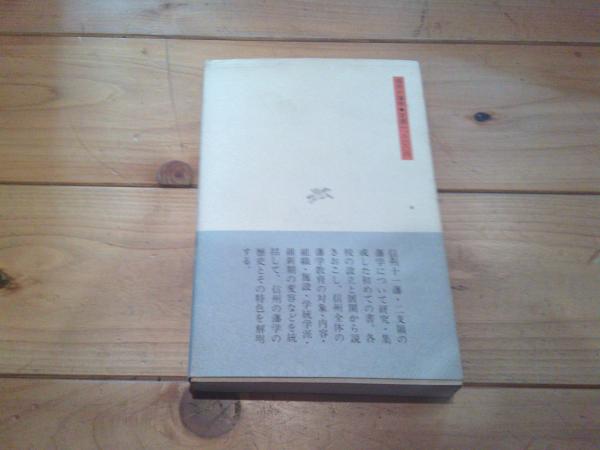 信州十一藩・二支領の
藩学について研究・集
成した初めての書。各
校の設立と展開から説
きおこし、信州全体の
藩学教育の対象・内容・
組織・施設・学統学派・
維新期の変容などを統
括して、信州の藩学の
歴史とその特色を解明
する。